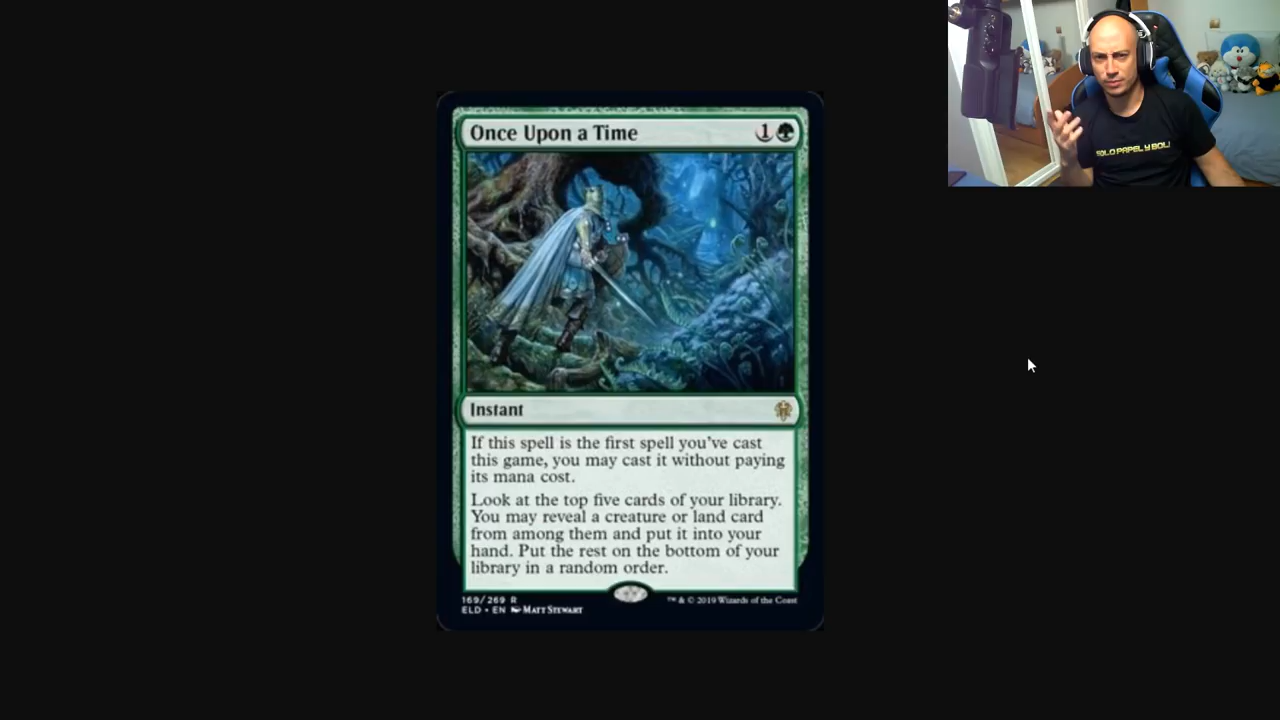 Once Upon a Time
1
SOLO PAPEL Y BOLI
Instant
If this spell is the first spell you've cast
this game, you may cast it without paying
its mana cost.
Look at the top five cards of your library.
You may reveal a creature or land card
from among them and put it into your
hand. Put the rest on the bottom of your
library in a random order.
169/269 R
ELD • EN MATT STEWART
™ & © 2019 Wizards of the Coast